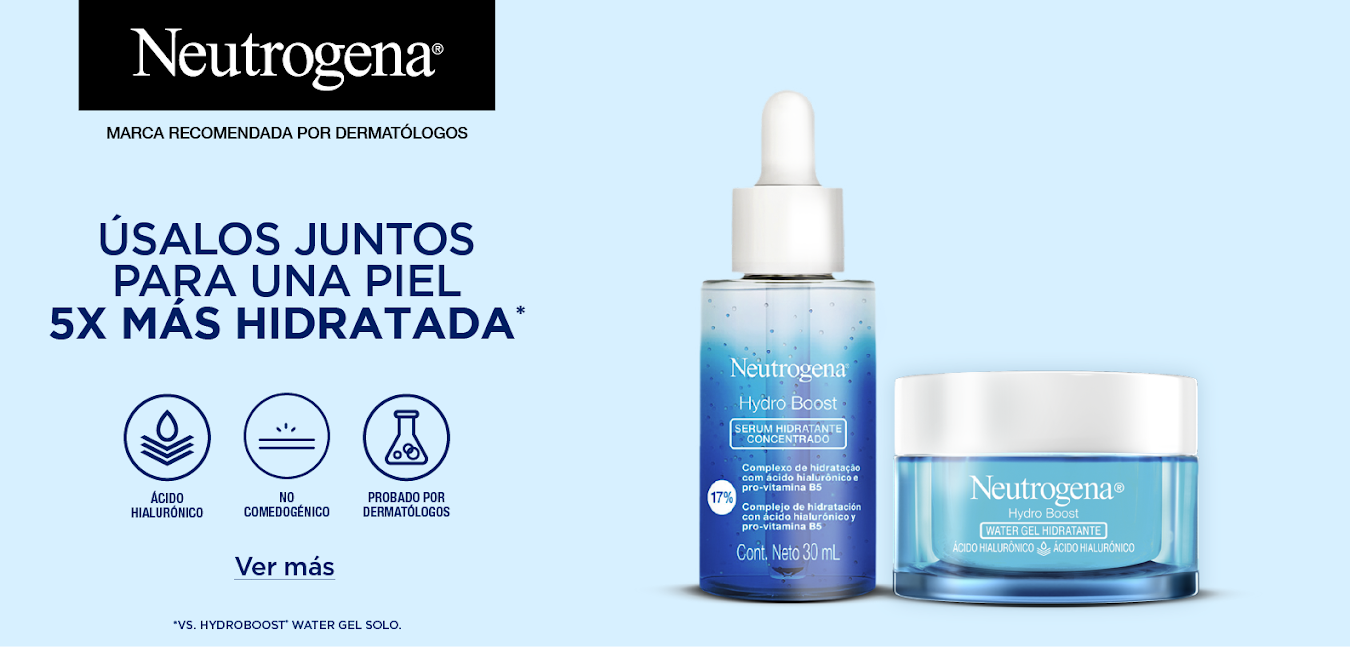 Neutrogena®
MARCA RECOMENDADA POR DERMATÓLOGOS
ÚSALOS JUNTOS
PARA UNA PIEL
5X MÁS HIDRATADA*
ÁCIDO
HIALURÓNICO
NO
COMEDOGÉNICO
PROBADO POR
DERMATÓLOGOS
Ver más
*VS. HYDROBOOST® WATER GEL SOLO.
Neutrogena®
Hydro Boost
SERUM HIDRATANTE
CONCENTRADO
17%
Complexo de hidratação
com ácido hialurônico e
pro-vitamina B5
Complejo de hidratación
con ácido hialurónico y
pro-vitamina B5
Cont. Neto 30 mL
Neutrogena®
Hydro Boost
WATER GEL HIDRATANTE
ÁCIDO HIALURÔNICO ÁCIDO HIALURÓNICO